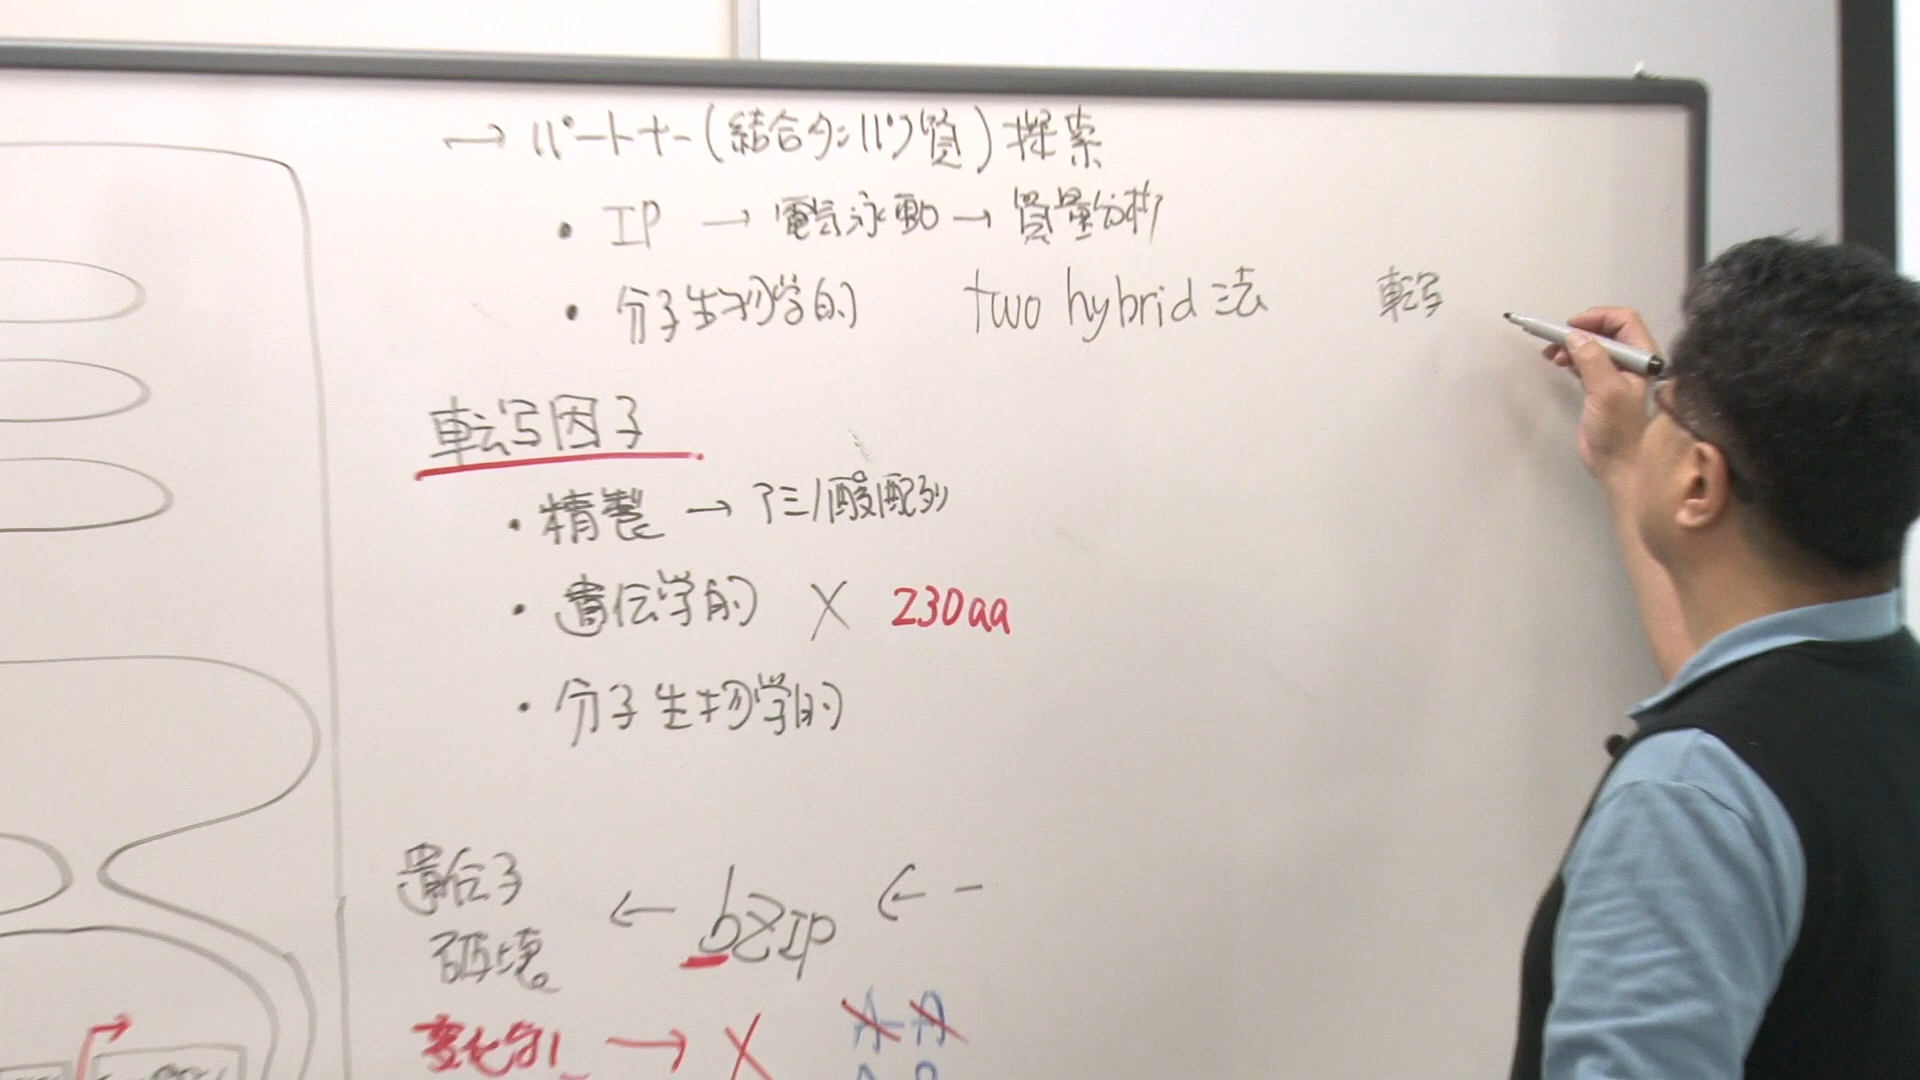 → パートナー(結合タンパク質)探索
・ IP → 電気泳動 → 質量分析
・ 分子生物学的 two hybrid法 転写
転写因子
・精製 → アミノ酸配列
・遺伝学的 X 230aa
・分子生物学的
遺伝子 ← bZIP ← -
破壊。
変化なし → X A A